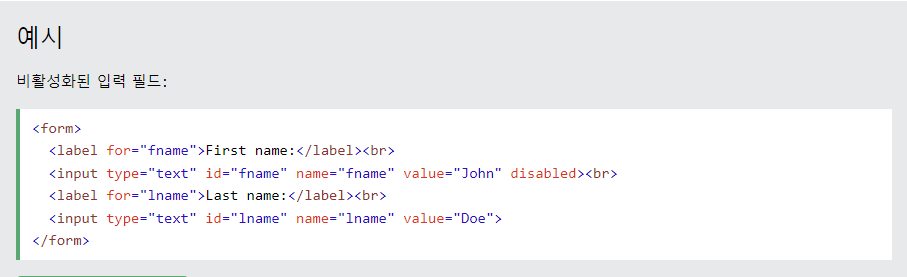 예시
비활성화된 입력 필드:
<form>
<label for="fname">First name:</label><br>
<input type="text" id="fname" name="fname" value="John" disabled><br>
<label for="lname">Last name:</label><br>
<input type="text" id="lname" name="lname" value="Doe">
</form>